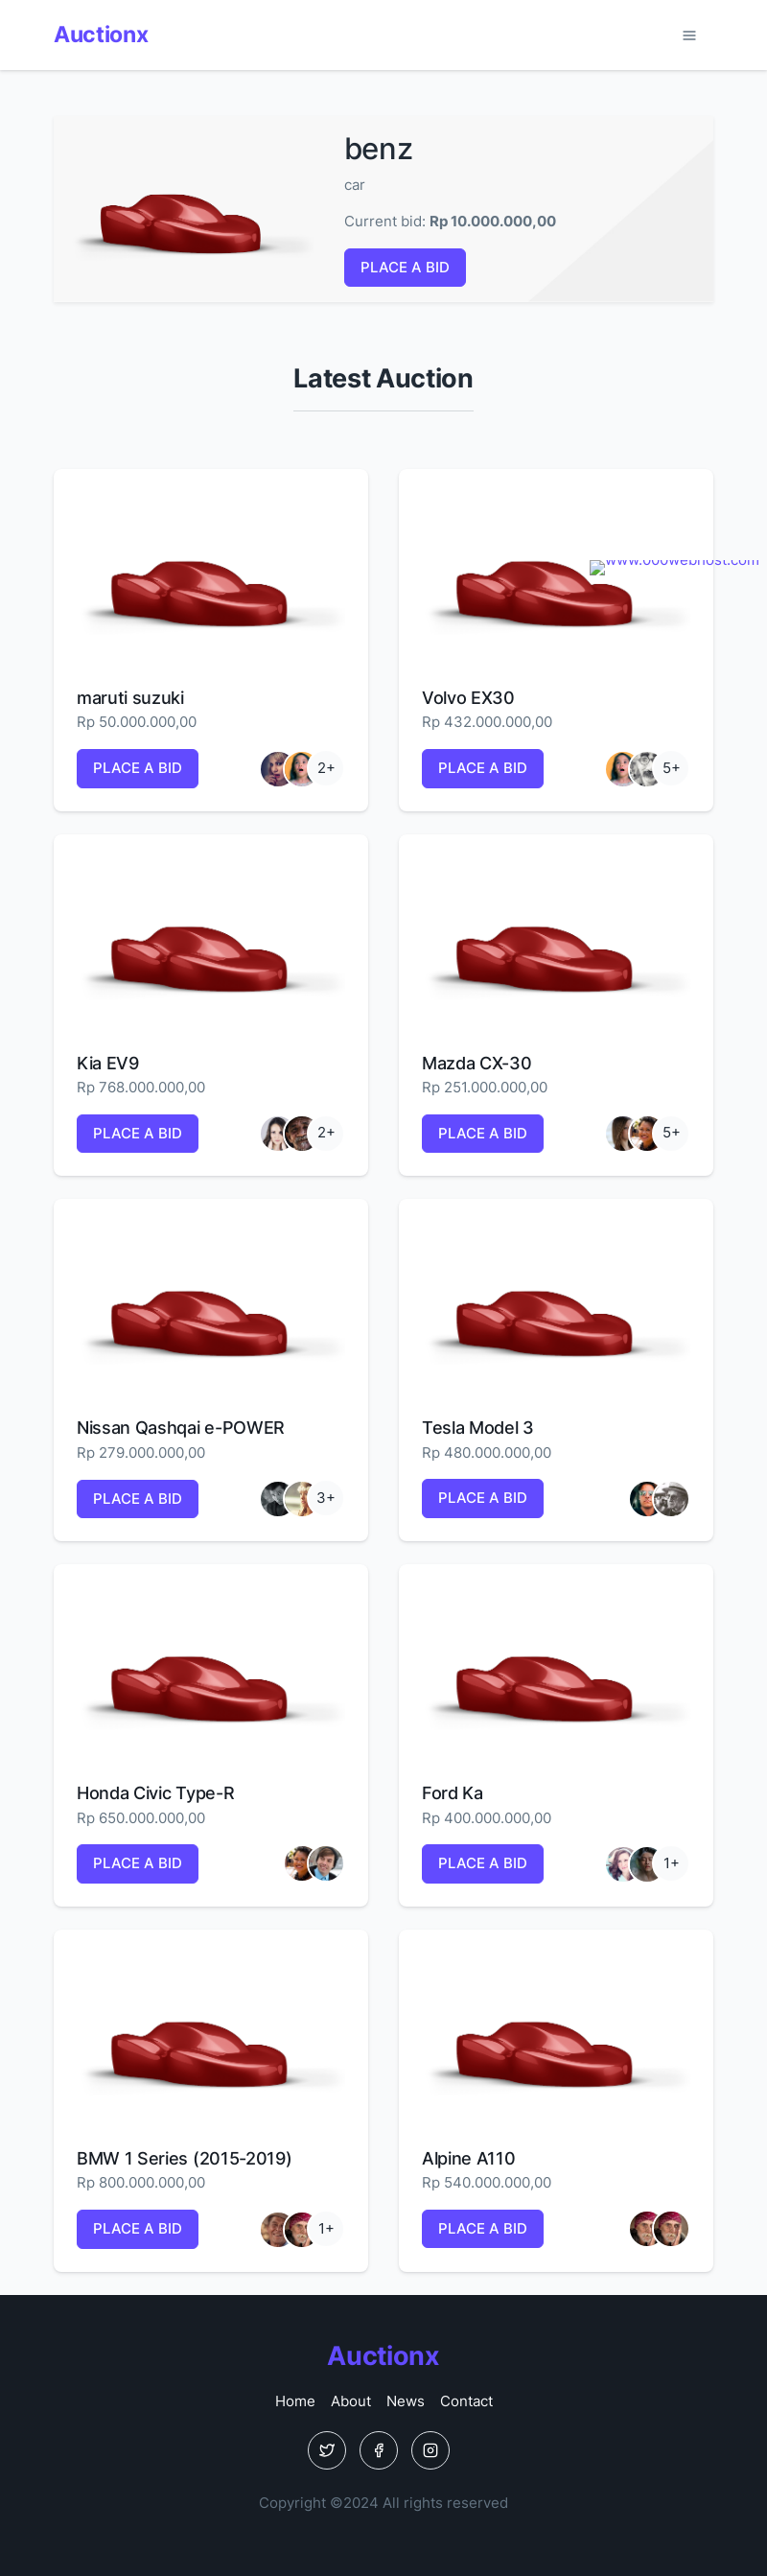 Auctionx
benz
car
Current bid: Rp 10.000.000,00
PLACE A BID
Latest Auction
www.000webhost.com
maruti suzuki
Rp 50.000.000,00
PLACE A BID
2+
Volvo EX30
Rp 432.000.000,00
PLACE A BID
5+
Kia EV9
Rp 768.000.000,00
PLACE A BID
2+
Mazda CX-30
Rp 251.000.000,00
PLACE A BID
5+
Nissan Qashqai e-POWER
Rp 279.000.000,00
PLACE A BID
3+
Tesla Model 3
Rp 480.000.000,00
PLACE A BID
Honda Civic Type-R
Rp 650.000.000,00
PLACE A BID
Ford Ka
Rp 400.000.000,00
PLACE A BID
1+
BMW 1 Series (2015-2019)
Rp 800.000.000,00
PLACE A BID
1+
Alpine A110
Rp 540.000.000,00
PLACE A BID
Auctionx
Home About News Contact
Copyright ©2024 All rights reserved